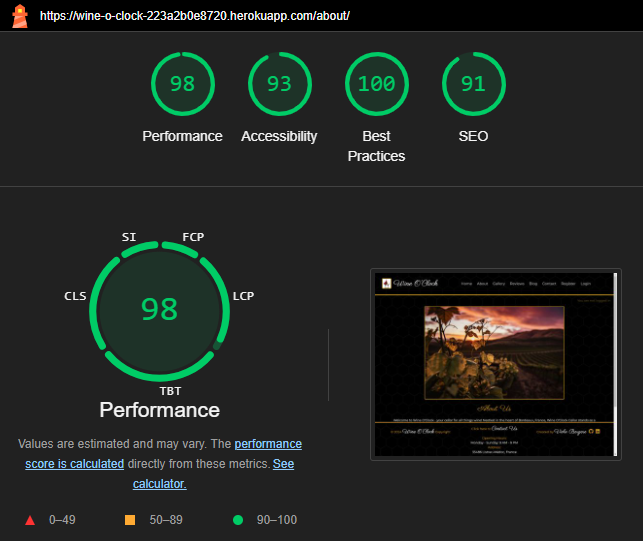 https://wine-o-clock-223a2b0e8720.herokuapp.com/about/
98
93
100
91
Performance
Accessibility
Best
Practices
SEO
SI
FCP
CLS
LCP
98
TBT
Performance
Values are estimated and may vary. The performance
score is calculated directly from these metrics. See
calculator.
0–49
50–89
90–100
Wine O'Clock
Home About Gallery Reviews Blog Contact Register Login
About Us
Contact Us